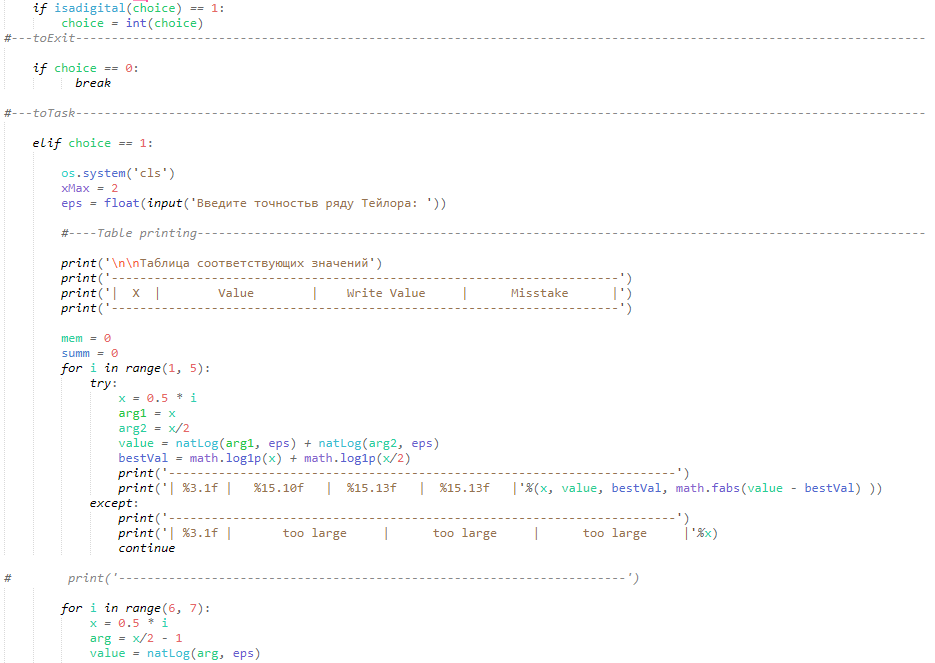 if isadigital(choice) == 1:
choice = int(choice)
#---toExit-----------------------------------------------------------------------------------------------------------------------
if choice == 0:
break
#---toTask-----------------------------------------------------------------------------------------------------------------------
elif choice == 1:
os.system('cls')
xMax = 2
eps = float(input('Введите точностьв ряду Тейлора: '))
#----Table printing------------------------------------------------------------------------------------------------------
print('\n\nТаблица соответствующих значений')
print('-----------------------------------------------------------------------')
print('|  X  |        Value        |    Write Value     |      Misstake      |')
print('-----------------------------------------------------------------------')
mem = 0
summ = 0
for i in range(1, 5):
try:
x = 0.5 * i
arg1 = x
arg2 = x/2
value = natLog(arg1, eps) + natLog(arg2, eps)
bestVal = math.log1p(x) + math.log1p(x/2)
print('-----------------------------------------------------------------------')
print('| %3.1f |   %15.10f   |  %15.13f   |  %15.13f   |'%(x, value, bestVal, math.fabs(value - bestVal) ))
except:
print('-----------------------------------------------------------------------')
print('| %3.1f |       too large     |      too large     |      too large     |'%x)
continue
#        print('-----------------------------------------------------------------------')
for i in range(6, 7):
x = 0.5 * i
arg = x/2 - 1
value = natLog(arg, eps)